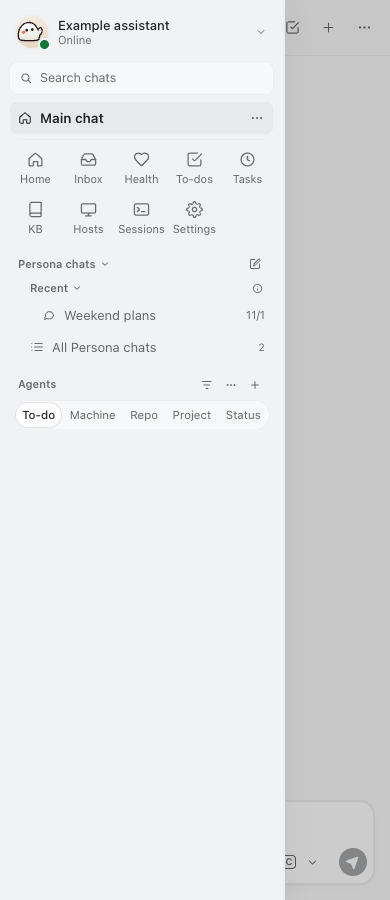 Example assistant
Online
Search chats
Main chat
Home Inbox Health To-dos Tasks
KB Hosts Sessions Settings
Persona chats
Recent
Weekend plans 11/1
All Persona chats 2
Agents
To-do Machine Repo Project Status
C